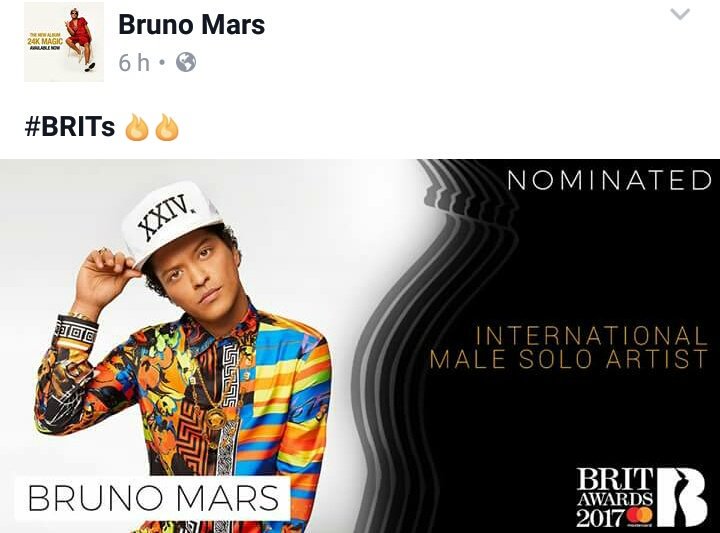 THE NEW ALBUM
24K MAGIC
AVAILABLE NOW
Bruno Mars
6 h
#BRITs 🔥🔥
NOMINATED
XXIV
INTERNATIONAL
MALE SOLO ARTIST
BRUNO MARS
BRIT
AWARDS
2017
mastercard
B